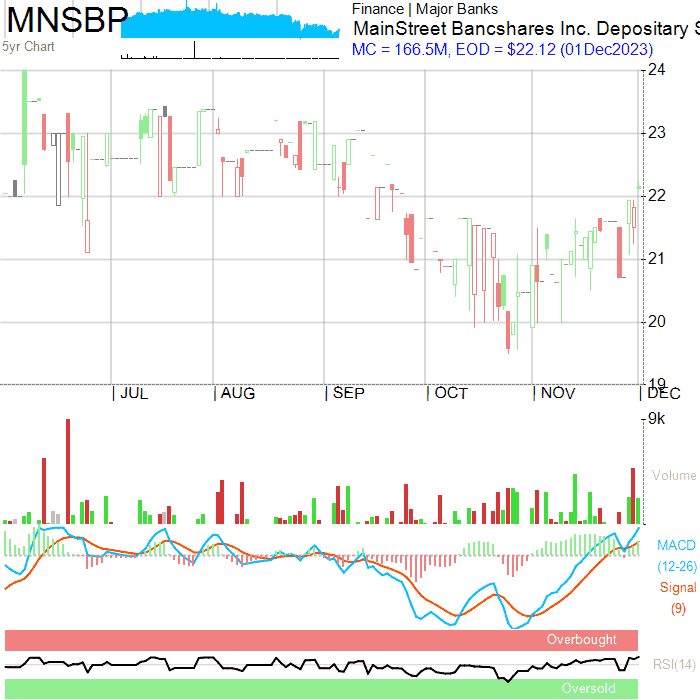 MNSBP
5yr Chart
Finance | Major Banks
MainStreet Bancshares Inc. Depositary S
MC = 166.5M, EOD = $22.12 (01Dec2023)
24
23
22
21
20
19
JUL AUG SEP OCT NOV DEC
9k
Volume
MACD
(12-26)
Signal
(9)
Overbought
RSI(14)
Oversold